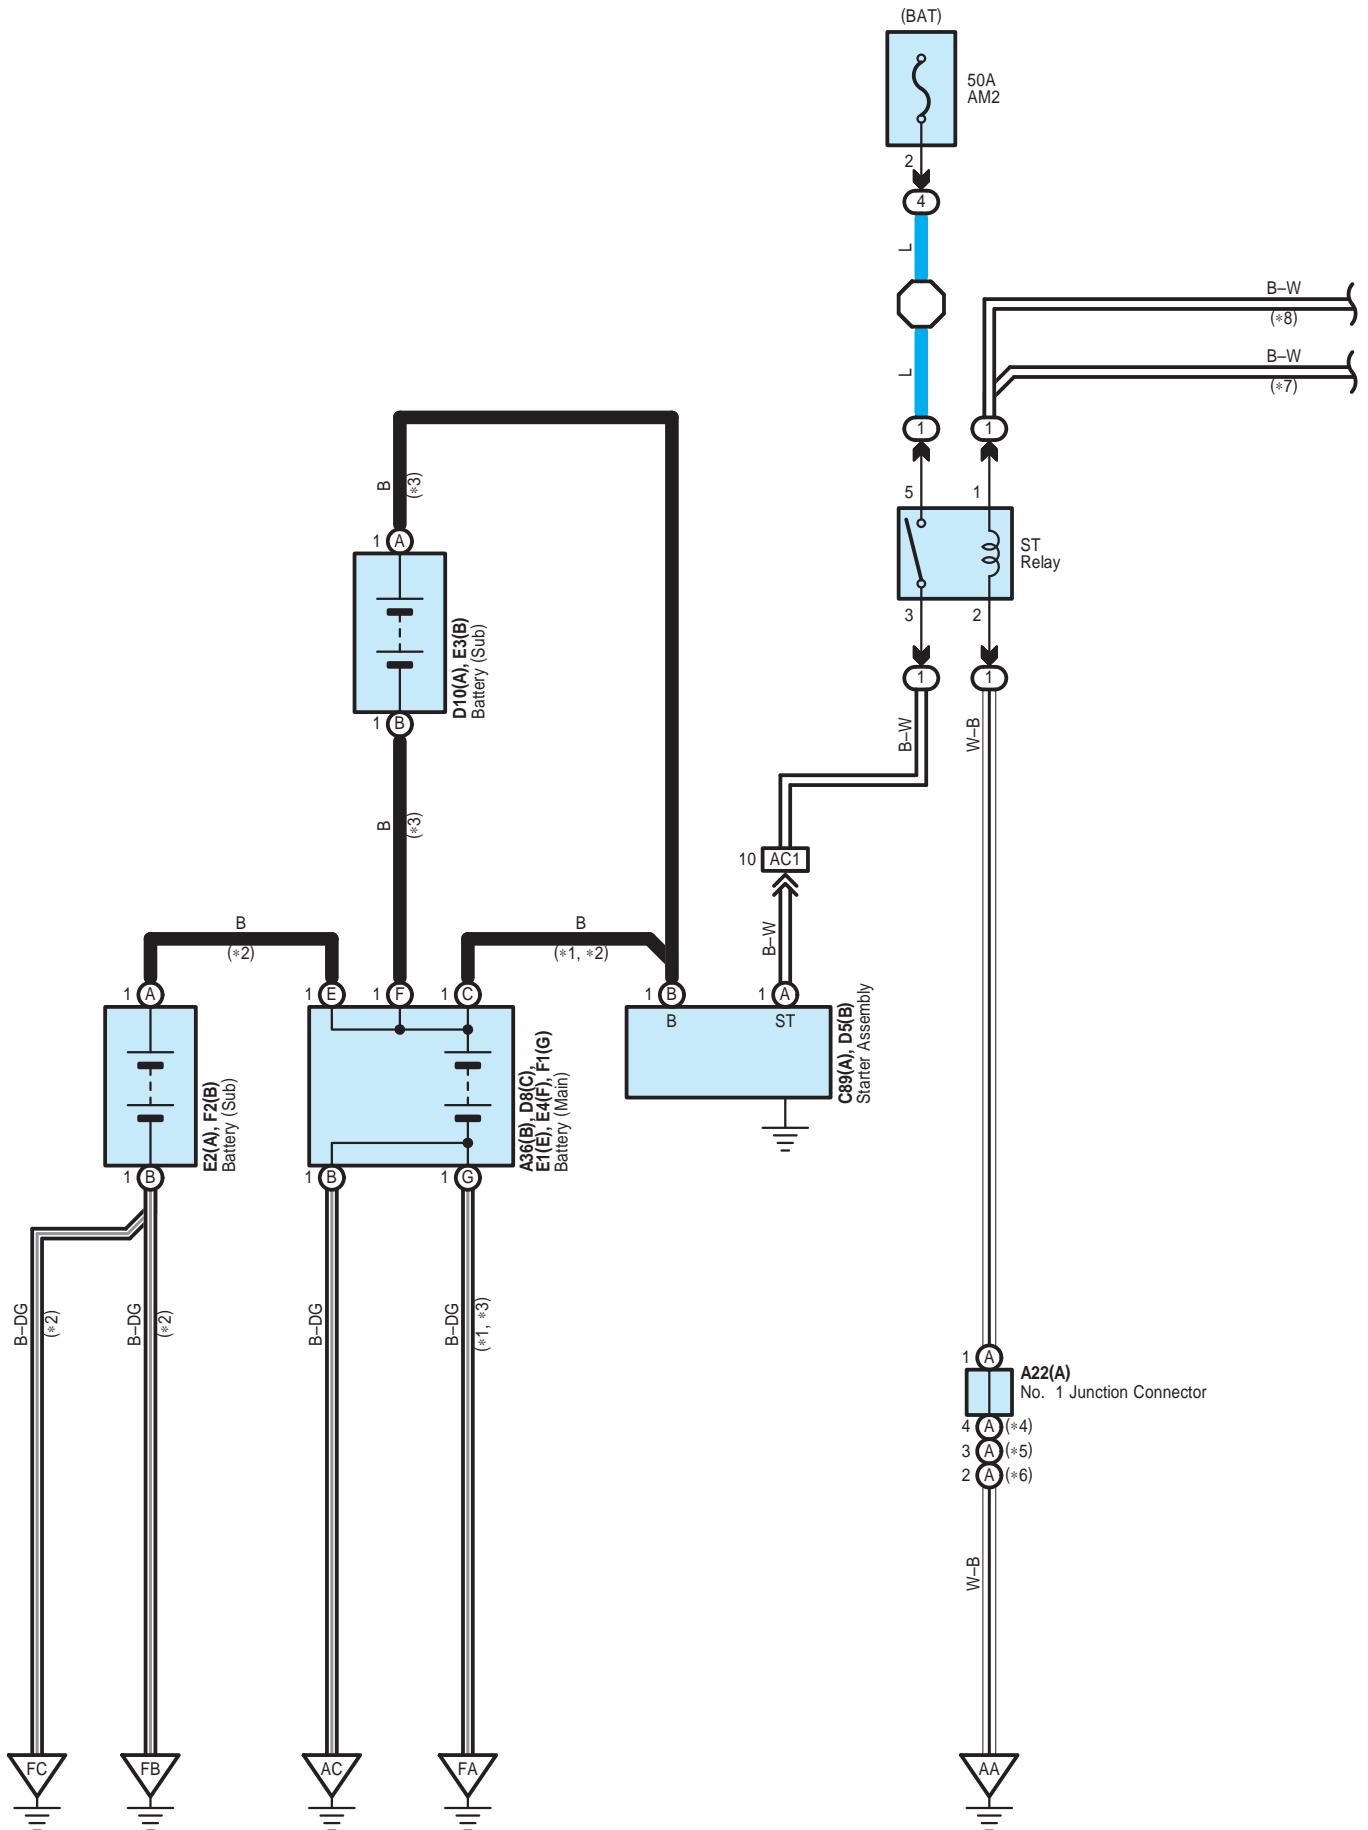 (BAT)
50A
AM2
2
4
L
B–W
(*8)
L
B–W
(*7)
1
1
B
(*3)
5
1
1
A
ST
Relay
3
2
D10(A), E3(B)
Battery (Sub)
1
1
1
B
B–W
W–B
B
(*3)
10
AC1
B
(*2)
B
(*1, *2)
B–W
1
A
1
E
1
F
1
C
1
B
1
A
B
ST
C89(A), D5(B)
Starter Assembly
E2(A), F2(B)
Battery (Sub)
A36(B), D8(C),
E1(E), E4(F), F1(G)
Battery (Main)
1
B
1
B
1
G
B–DG
(*2)
B–DG
(*2)
B–DG
B–DG
(*1, *3)
1
A
A22(A)
No. 1 Junction Connector
4
A
(*4)
3
A
(*5)
2
A
(*6)
W–B
FC
FB
AC
FA
AA